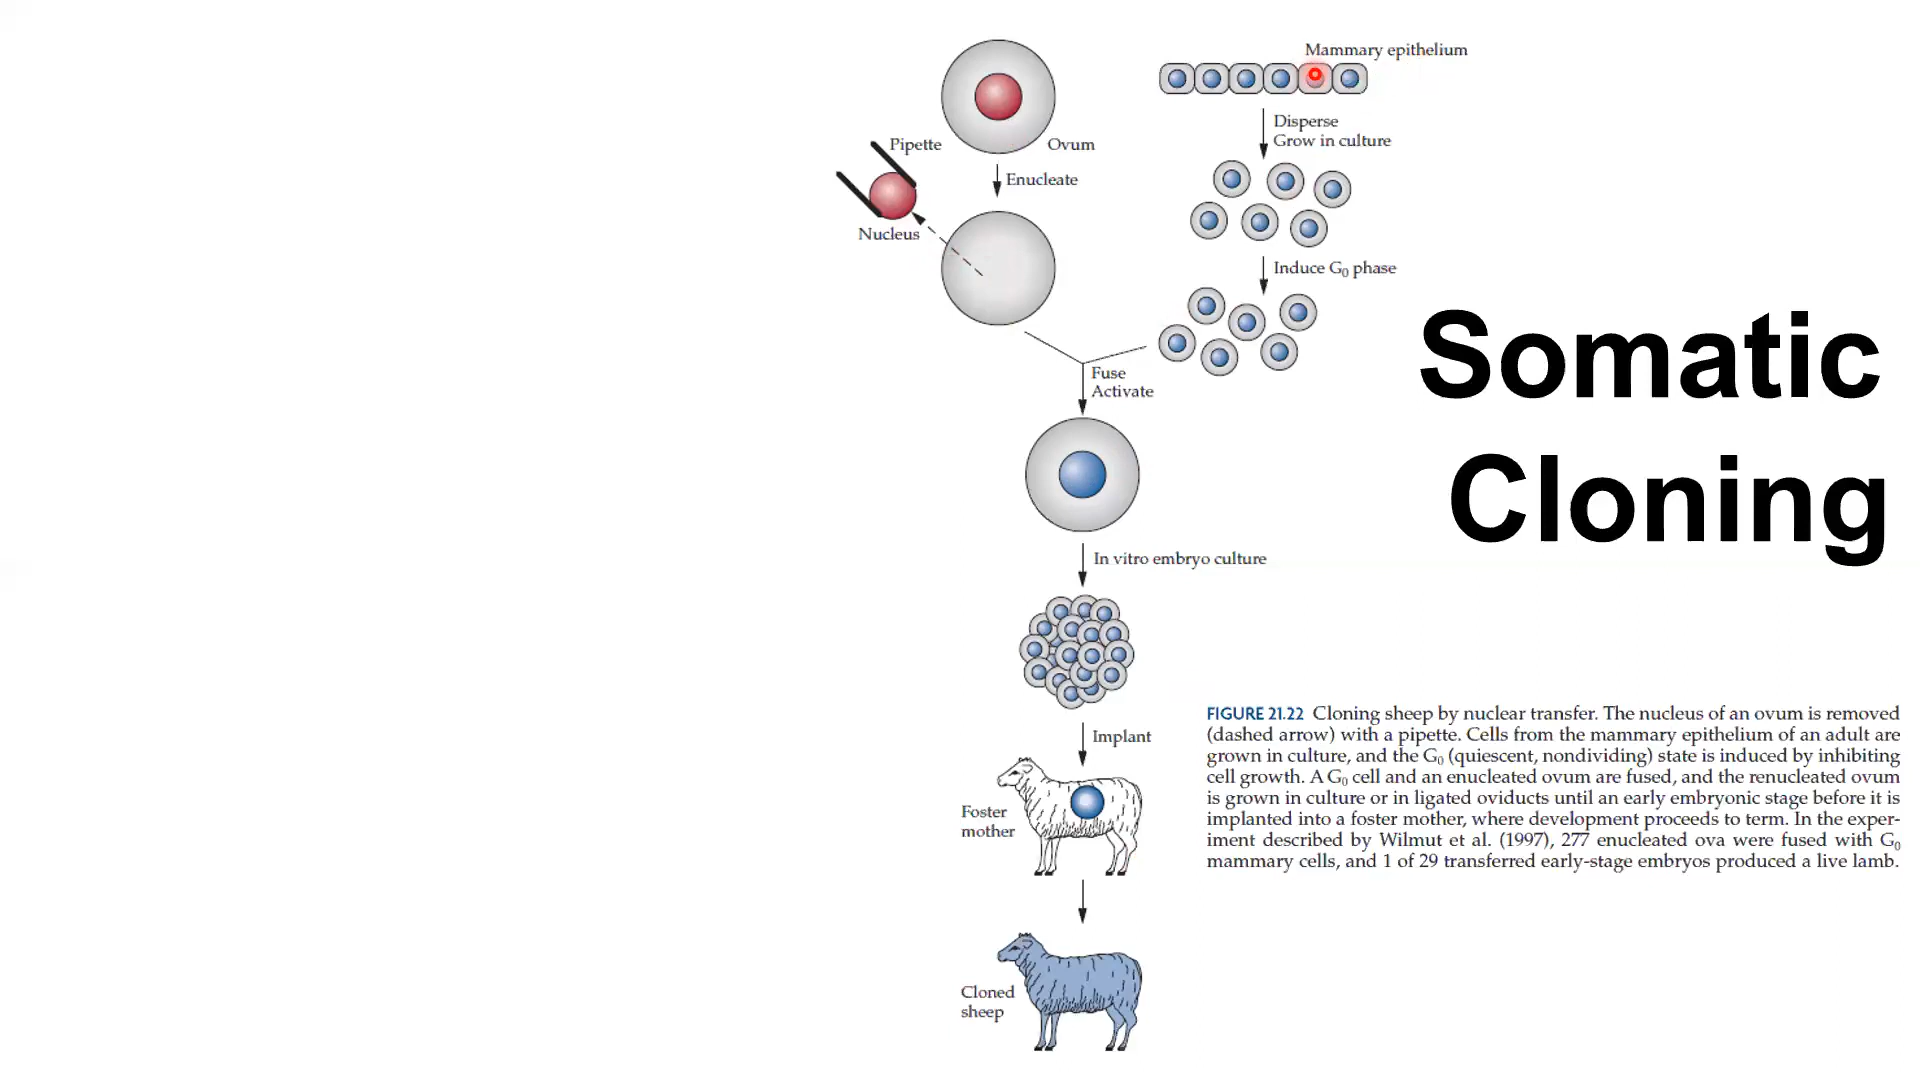 Mammary epithelium
Pipette
Ovum
Disperse
Grow in culture
Enucleate
Nucleus
Induce G₀ phase
Fuse
Activate
Somatic
Cloning
In vitro embryo culture
Implant
Foster
mother
Cloned
sheep
FIGURE 21.22 Cloning sheep by nuclear transfer. The nucleus of an ovum is removed
(dashed arrow) with a pipette. Cells from the mammary epithelium of an adult are
grown in culture, and the G₀ (quiescent, nondividing) state is induced by inhibiting
cell growth. A G₀ cell and an enucleated ovum are fused, and the renucleated ovum
is grown in culture or in ligated oviducts until an early embryonic stage before it is
implanted into a foster mother, where development proceeds to term. In the exper-
iment described by Wilmut et al. (1997), 277 enucleated ova were fused with G₀
mammary cells, and 1 of 29 transferred early-stage embryos produced a live lamb.